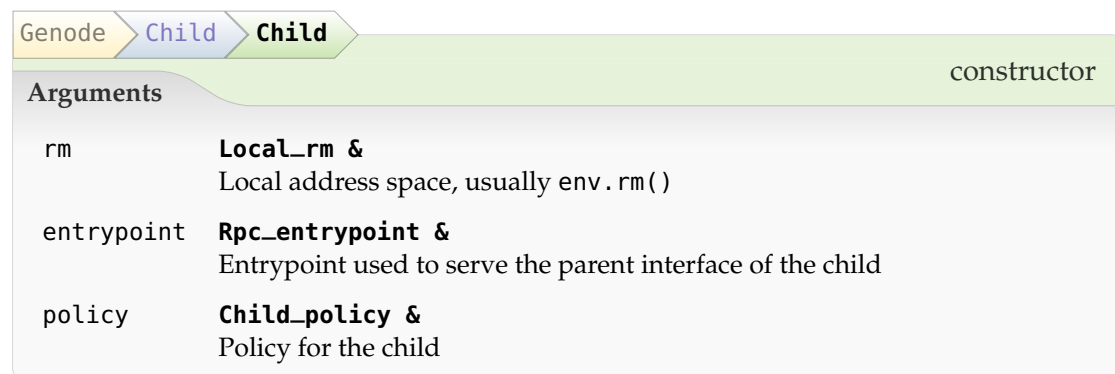 Genode Child Child
constructor
Arguments
rm Local_rm &
Local address space, usually env.rm()
entrypoint Rpc_entrypoint &
Entrypoint used to serve the parent interface of the child
policy Child_policy &
Policy for the child